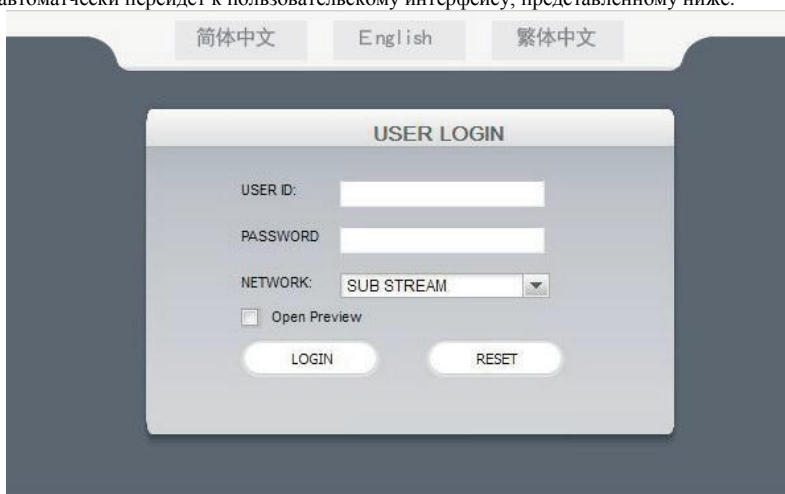 автоматчески перейдет к пользовательскому интерфейсу, представленному ниже.
简体中文 English 繁体中文
USER LOGIN
USER ID:
PASSWORD
NETWORK: SUB STREAM
Open Preview
LOGIN RESET